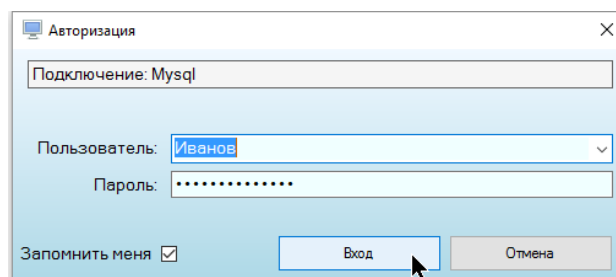 Авторизация
Подключение: Mysql
Пользователь: Иванов
Пароль: ••••••••••••••
Запомнить меня Вход Отмена